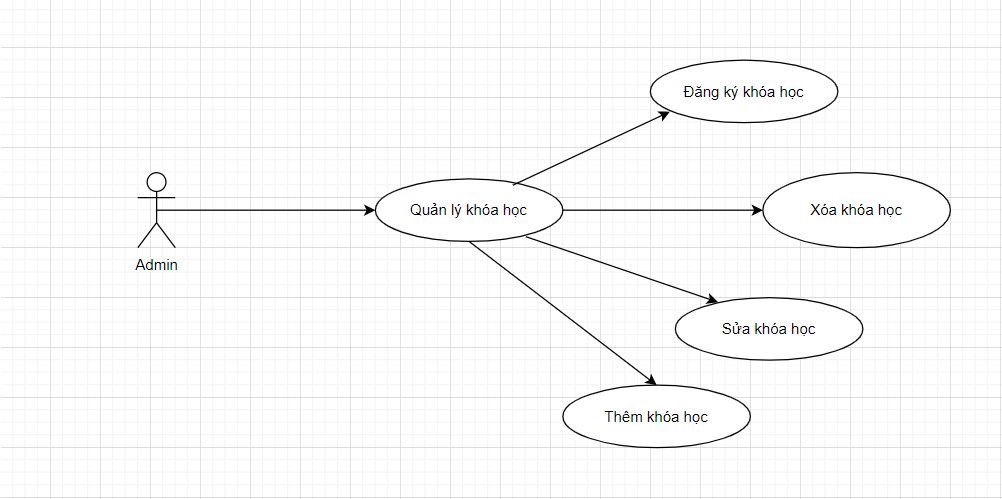 Đăng ký khóa học
Quản lý khóa học
Xóa khóa học
Admin
Sửa khóa học
Thêm khóa học